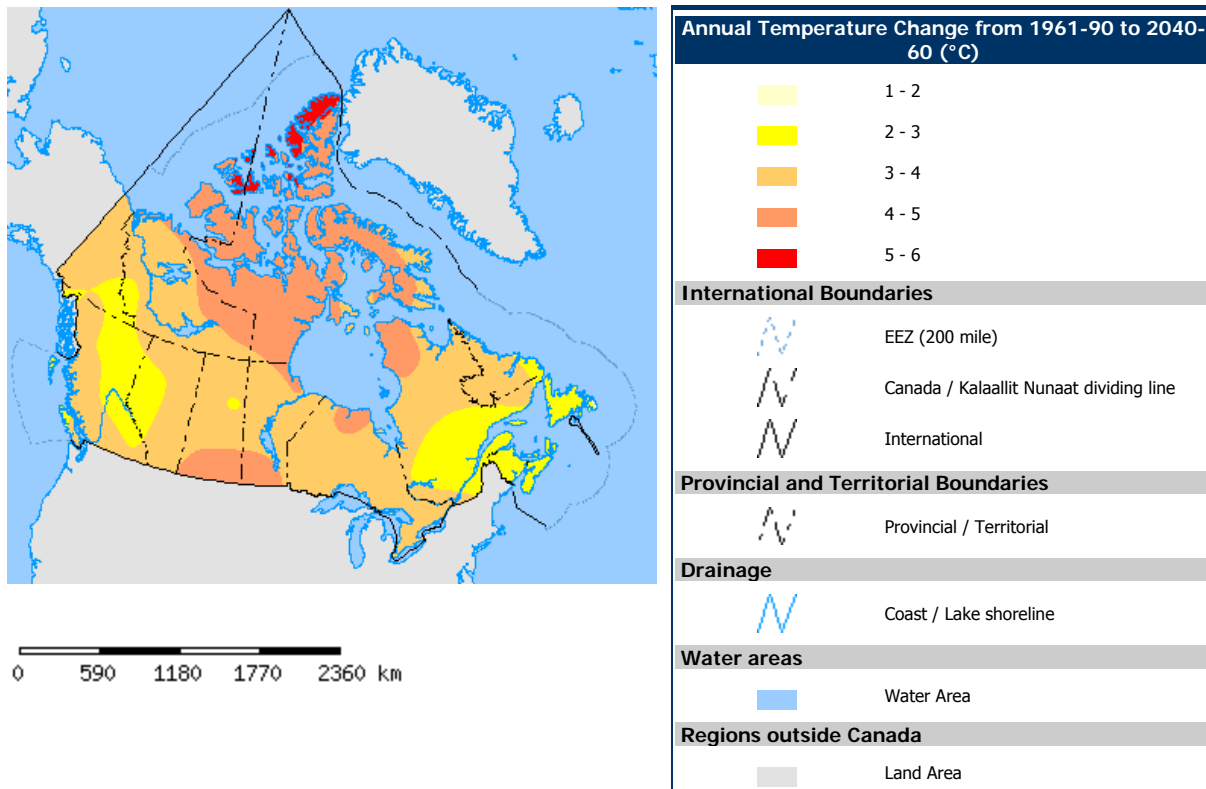 Annual Temperature Change from 1961-90 to 2040-
60 (°C)
1 - 2
2 - 3
3 - 4
4 - 5
5 - 6
International Boundaries
EEZ (200 mile)
Canada / Kalaallit Nunaat dividing line
International
Provincial and Territorial Boundaries
Provincial / Territorial
Drainage
Coast / Lake shoreline
Water areas
Water Area
Regions outside Canada
Land Area
0 590 1180 1770 2360 km